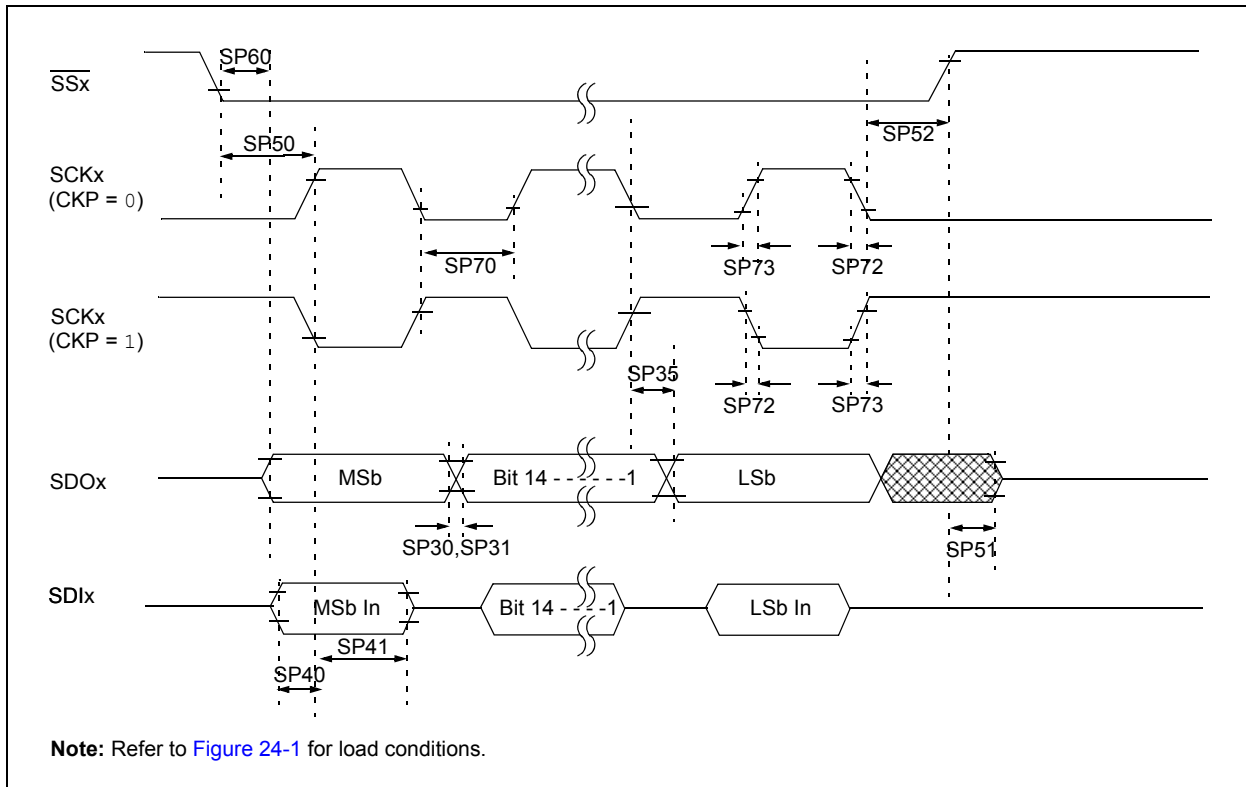 SP60
SSx
SP50
SP52
SCKx
(CKP = 0)
SP70
SP73
SP72
SCKx
(CKP = 1)
SP35
SP72
SP73
SDOx
MSb
Bit 14 - - - - - -1
LSb
SP30,SP31
SP51
SDIx
MSb In
Bit 14 - - - -1
LSb In
SP41
SP40
Note: Refer to Figure 24-1 for load conditions.